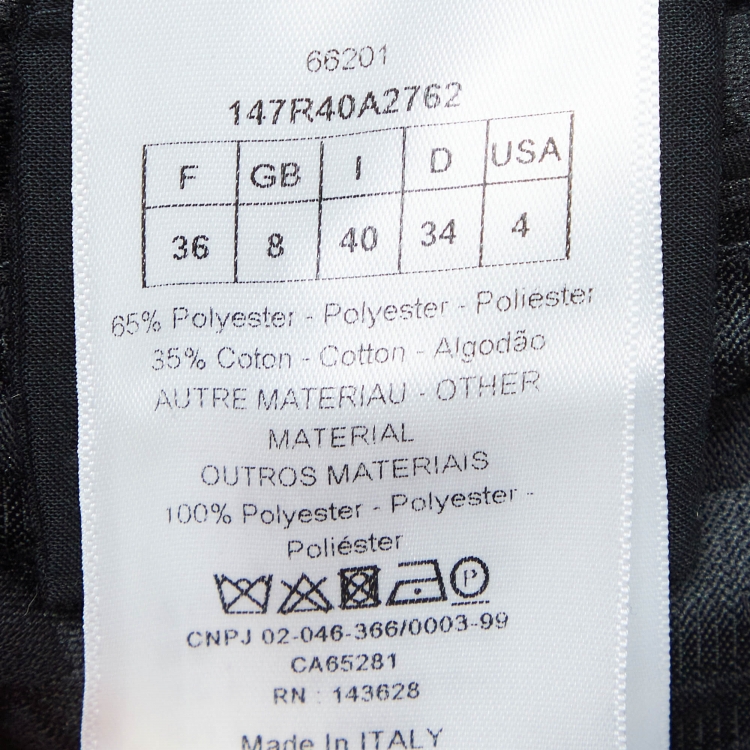 66201
147R40A2762
F GB I D USA
36 8 40 34 4
65% Polyester - Polyester - Poliéster
35% Coton - Cotton - Algodão
AUTRE MATERIAU - OTHER
MATERIAL
OUTROS MATERIAIS
100% Polyester - Polyester -
Poliéster
P
CNPJ 02-046-366/0003-99
CA65281
RN : 143628
Made In ITALY